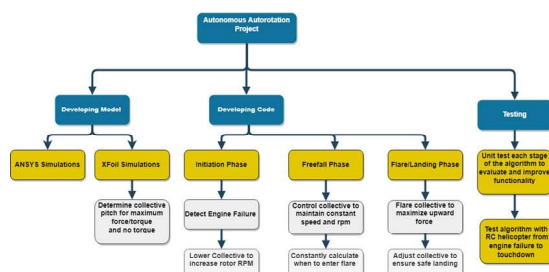 Autonomous Autorotation
Project
Developing Model
Developing Code
Testing
ANSYS Simulations
XFoil Simulations
Initiation Phase
Freefall Phase
Flare/Landing Phase
Unit test each stage
of the algorithm to
evaluate and improve
functionality
Determine collective
pitch for maximum
force/torque
and no torque
Detect Engine Failure
Control collective to
maintain constant
speed and rpm
Flare collective to
maximize upward
force
Test algorithm with
RC helicopter from
engine failure to
touchdown
Lower Collective to
increase rotor RPM
Constantly calculate
when to enter flare
Adjust collective to
ensure safe landing